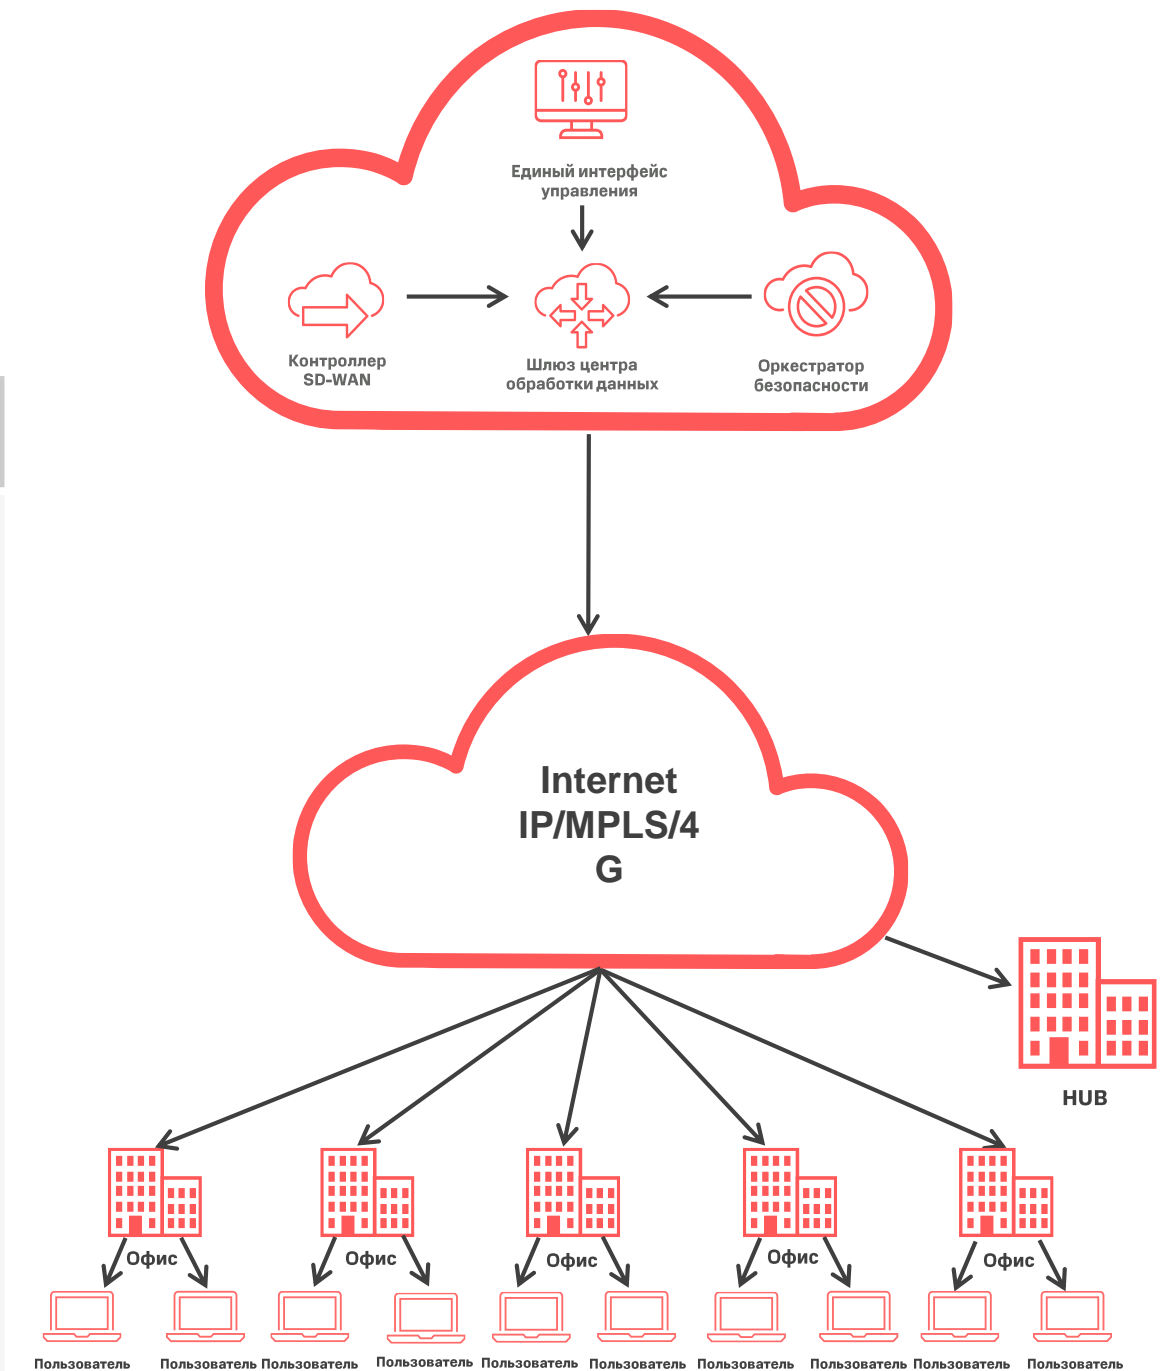 Единый интерфейс
управления
Контроллер
SD-WAN
Шлюз центра
обработки данных
Оркестратор
безопасности
Internet
IP/MPLS/4
G
HUB
Офис
Офис
Офис
Офис
Офис
Пользователь
Пользователь
Пользователь
Пользователь
Пользователь
Пользователь
Пользователь
Пользователь
Пользователь
Пользователь